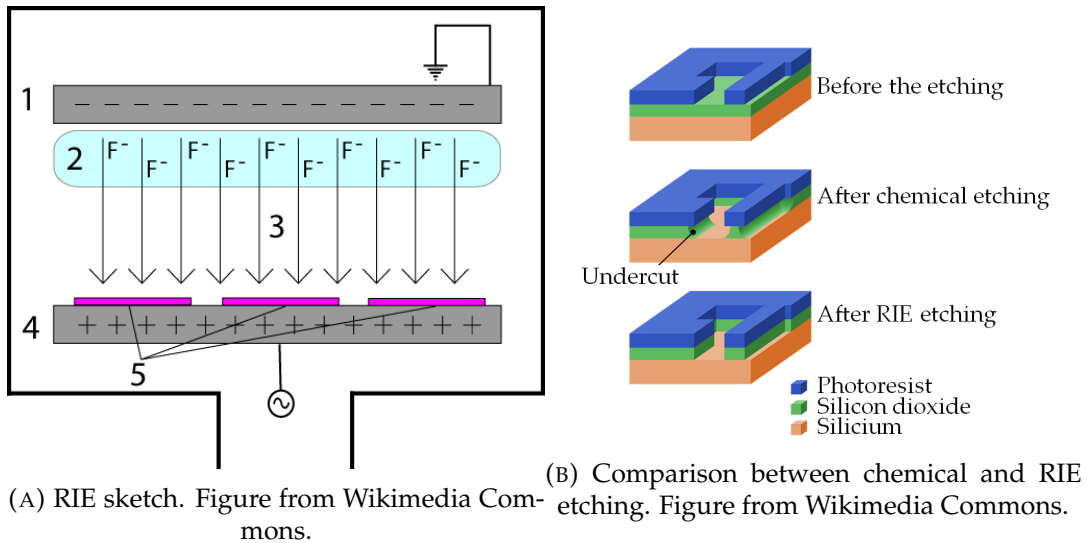 1
− − − − − − − − − − − − −
2
F- F- F- F- F- F- F- F- F- F-
3
4
+ + + + + + + + + + + + + +
5
Before the etching
After chemical etching
Undercut
After RIE etching
Photoresist
Silicon dioxide
Silicium
(A) RIE sketch. Figure from Wikimedia Com-
mons.
(B) Comparison between chemical and RIE
etching. Figure from Wikimedia Commons.